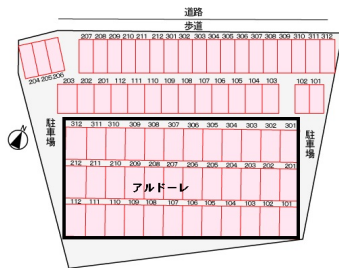 道路
歩道
207 208 209 210 211 212 301 302 303 304 305 306 307 308 309 310 311 312
204 205 206
203 202 201 112 111 110 109 108 107 106 105 104 103 102 101
駐車場
駐車場
N
312 311 310 309 308 307 306 305 304 303 302 301
212 211 210 209 208 207 206 205 204 203 202 201
アルドーレ
112 111 110 109 108 107 106 105 104 103 102 101